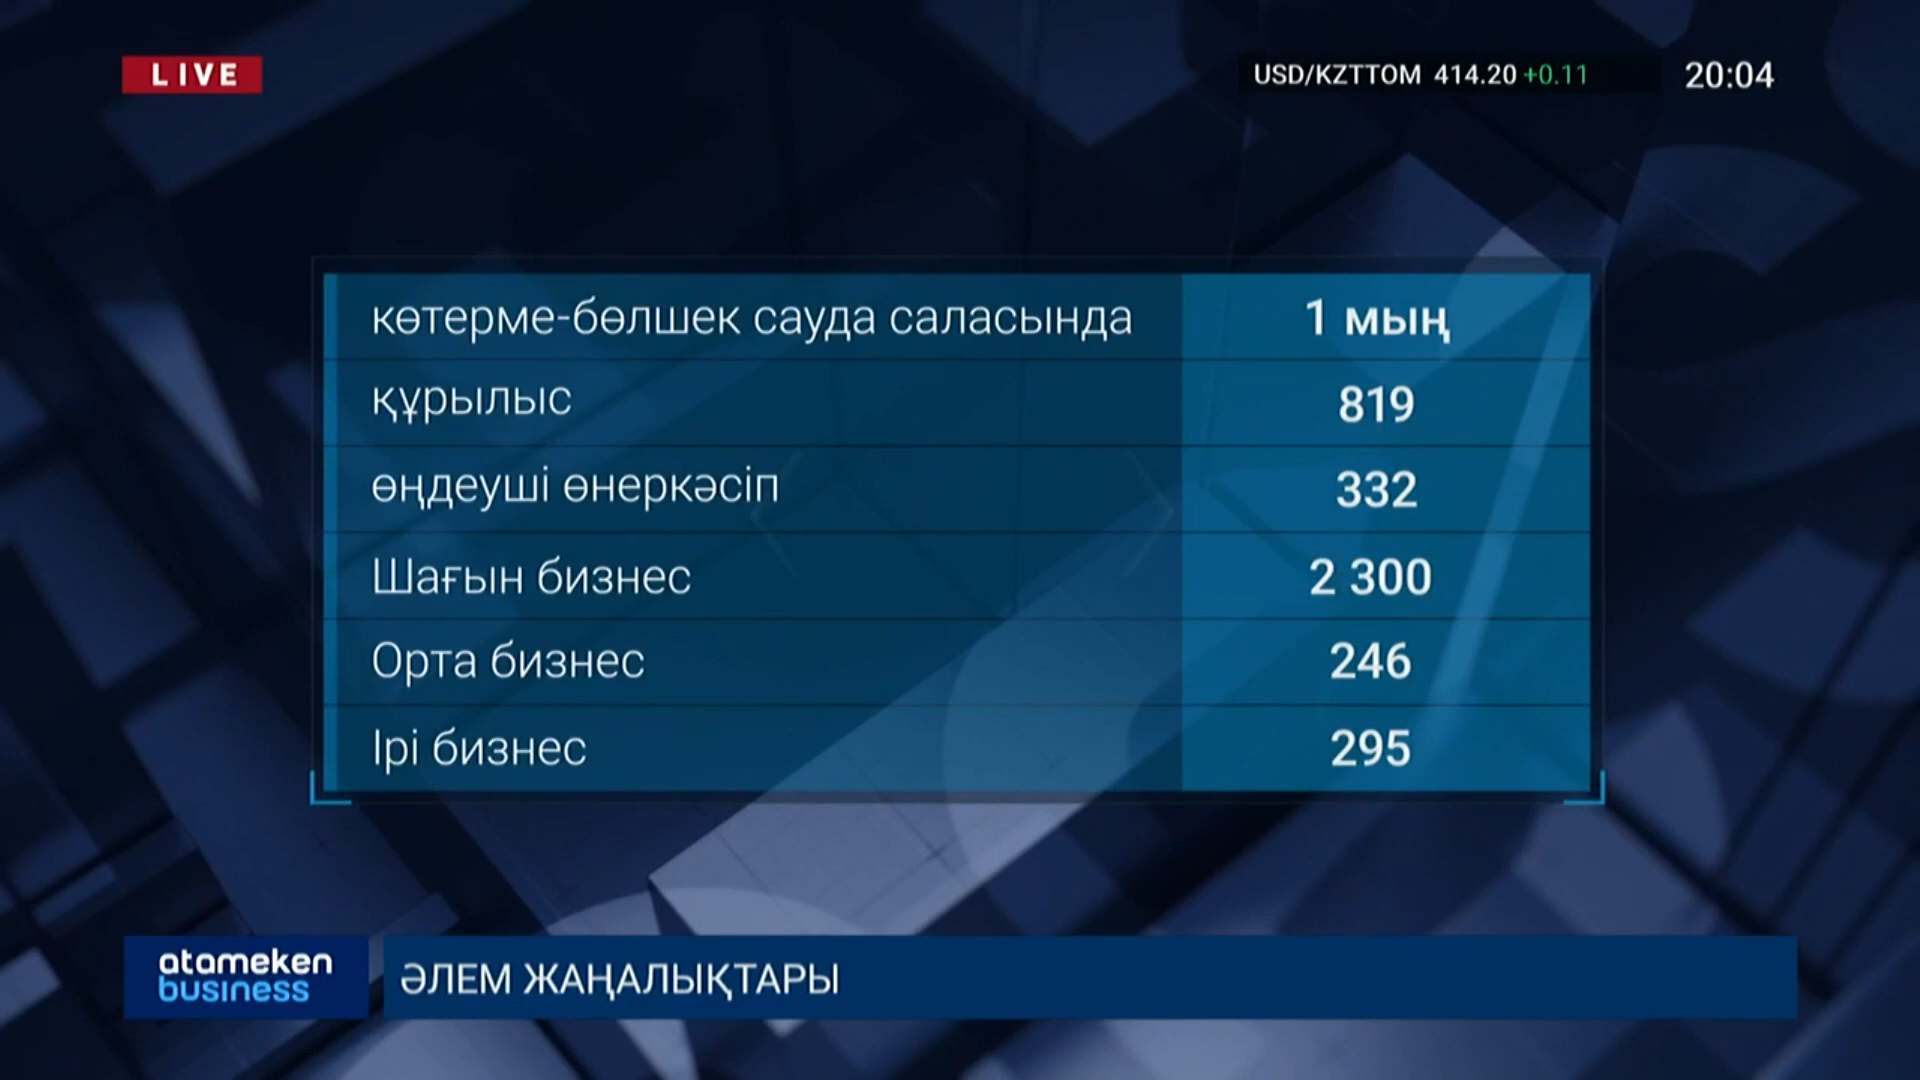 LIVE
USD/KZTTOM 414.20 +0.11 20:04
көтерме-бөлшек сауда саласында 1 мың
құрылыс 819
өңдеуші өнеркәсіп 332
Шағын бизнес 2 300
Орта бизнес 246
Ірі бизнес 295
atameken
business
ӘЛЕМ ЖАҢАЛЫҚТАРЫ